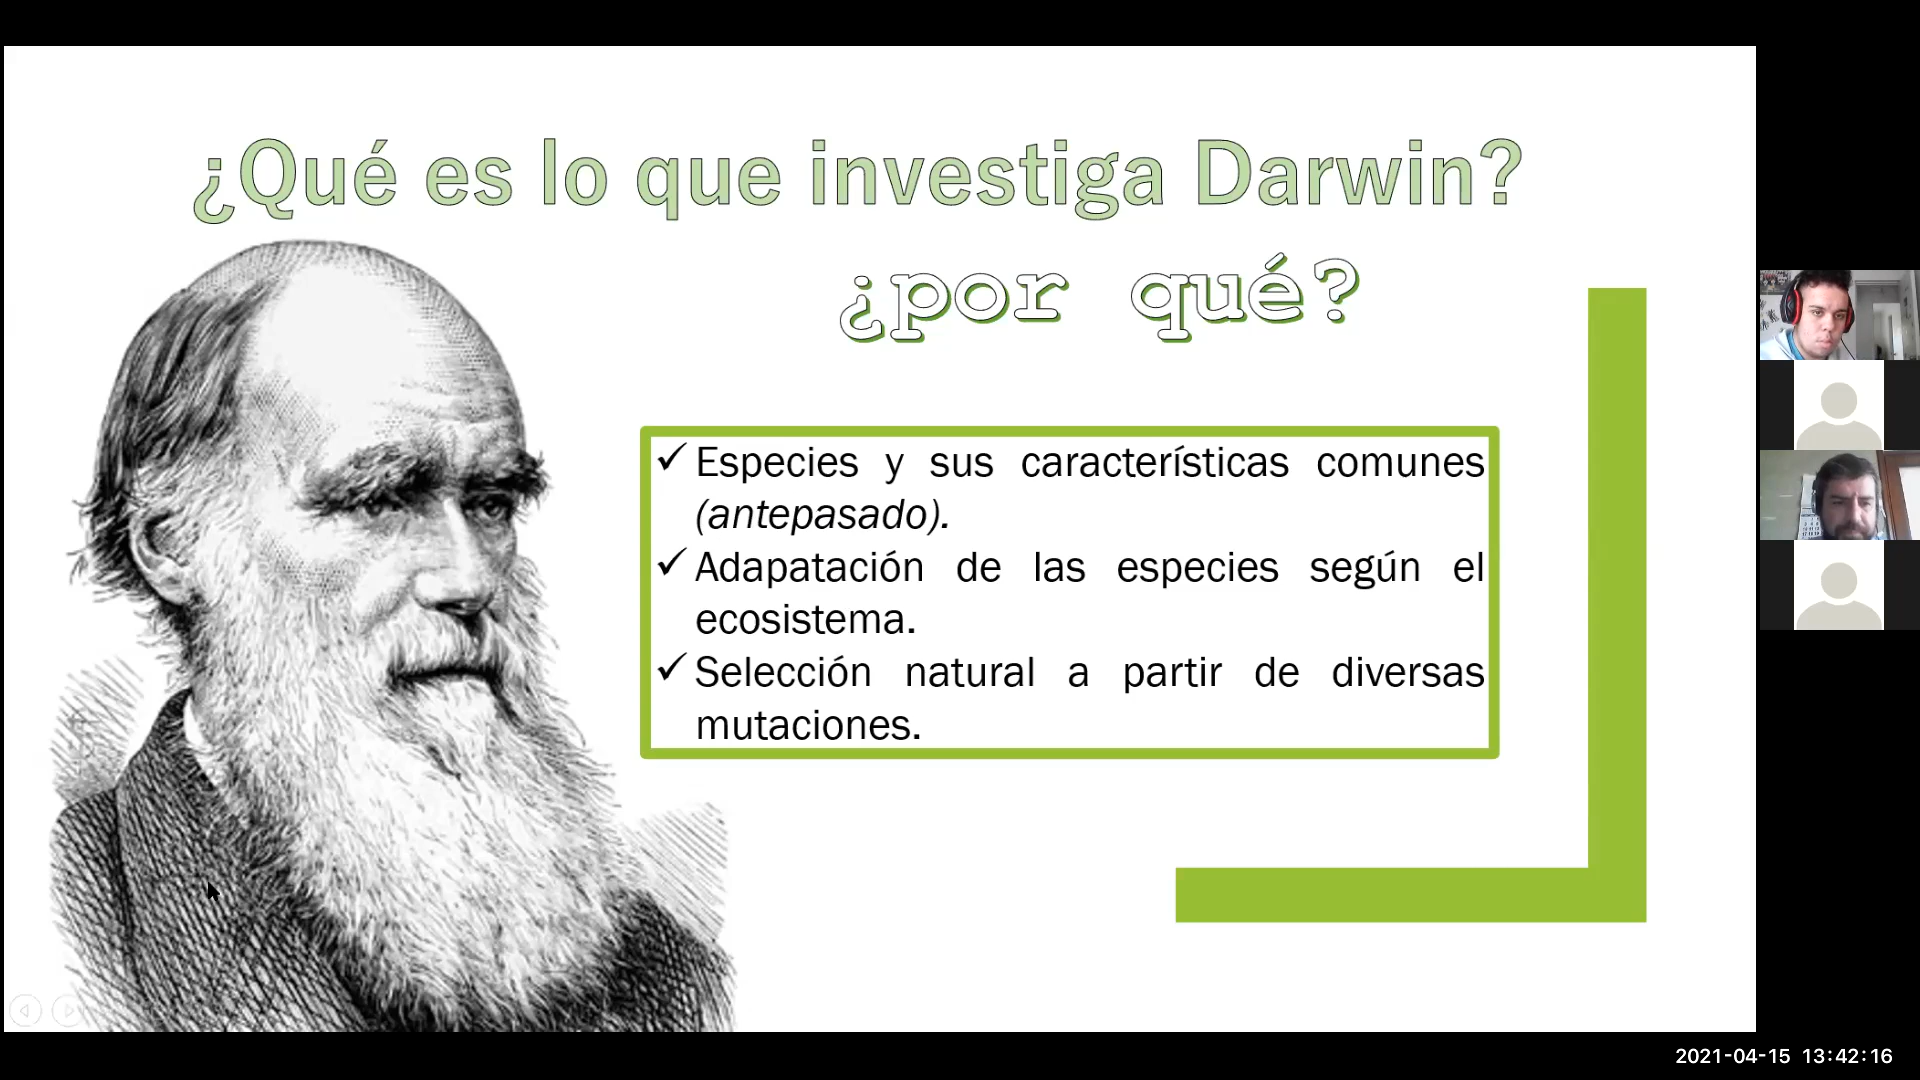 ¿Qué es lo que investiga Darwin?
¿por qué?
✓ Especies y sus características comunes
(antepasado).
✓ Adapatación de las especies según el
ecosistema.
✓ Selección natural a partir de diversas
mutaciones.
2021-04-15 13:42:16